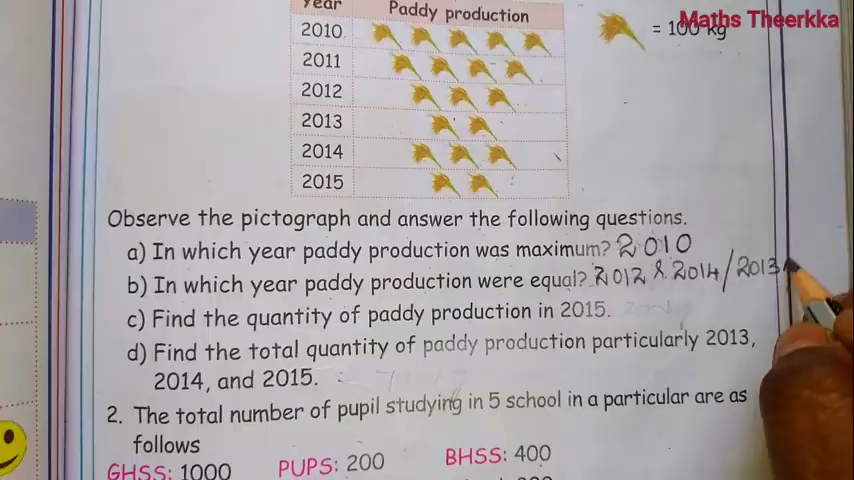 Year Paddy production
Maths Theerkka
2010 = 100 kg
2011
2012
2013
2014
2015
Observe the pictograph and answer the following questions.
a) In which year paddy production was maximum? 2010
b) In which year paddy production were equal? 2012 & 2014/2013
c) Find the quantity of paddy production in 2015.
d) Find the total quantity of paddy production particularly 2013,
2014, and 2015.
2. The total number of pupil studying in 5 school in a particular are as
follows
GHSS: 1000 PUPS: 200 BHSS: 400